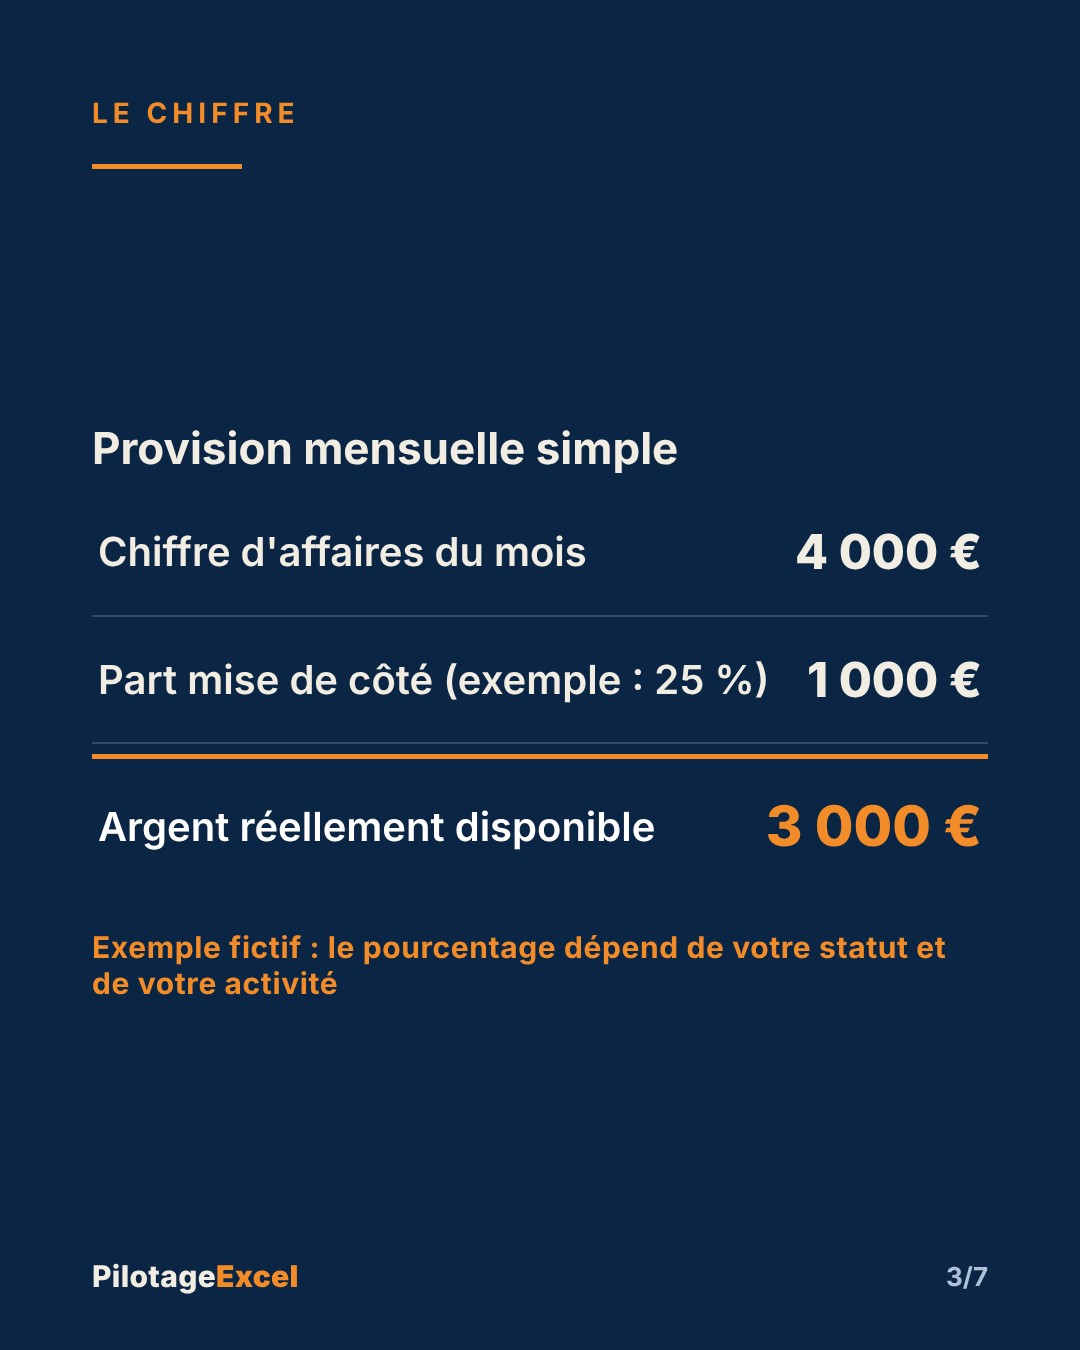 LE CHIFFRE
Provision mensuelle simple
Chiffre d'affaires du mois 4 000 €
Part mise de côté (exemple : 25 %) 1 000 €
Argent réellement disponible 3 000 €
Exemple fictif : le pourcentage dépend de votre statut et
de votre activité
PilotageExcel 3/7